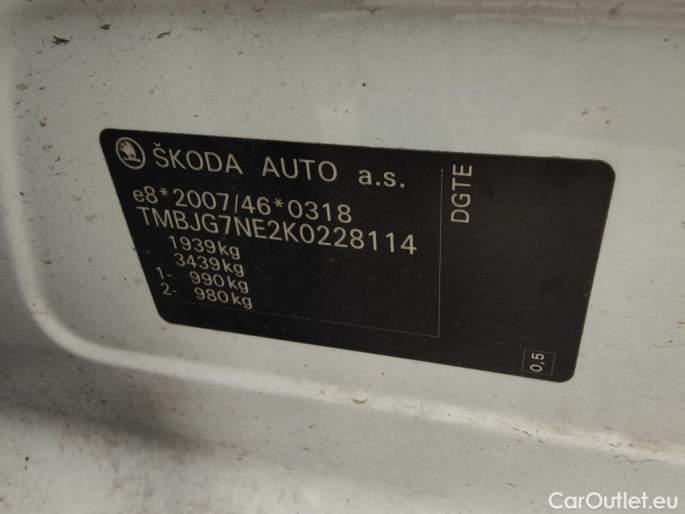 ŠKODA AUTO a.s.
e8*2007/46*0318
TMBJG7NE2K0228114
1939kg
3439kg
1- 990kg
2- 980kg
DGTE
0,5
CarOutlet.eu